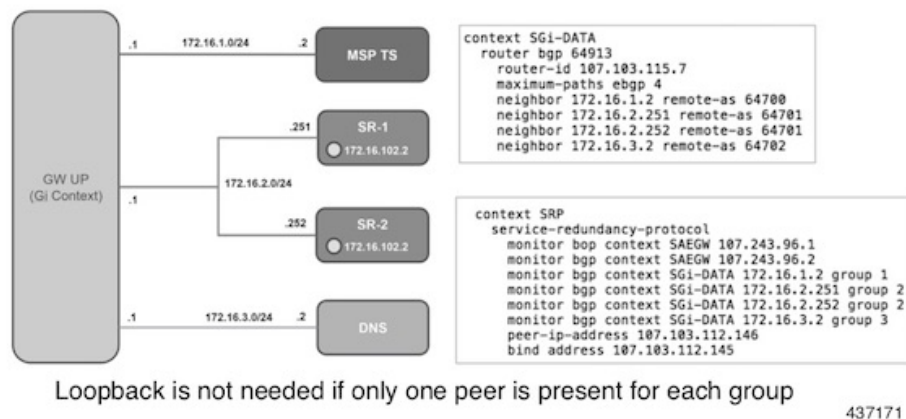 .1
172.16.1.0/24
.2
MSP TS
.251
SR-1
172.16.102.2
GW UP
(Gi Context)
172.16.2.0/24
.1
.252
SR-2
172.16.102.2
.1
172.16.3.0/24
.2
DNS
context SGi-DATA
router bgp 64913
router-id 107.103.115.7
maximum-paths ebgp 4
neighbor 172.16.1.2 remote-as 64700
neighbor 172.16.2.251 remote-as 64701
neighbor 172.16.2.252 remote-as 64701
neighbor 172.16.3.2 remote-as 64702
context SRP
service-redundancy-protocol
monitor bgp context SAEGW 107.243.96.1
monitor bgp context SAEGW 107.243.96.2
monitor bgp context SGi-DATA 172.16.1.2 group 1
monitor bgp context SGi-DATA 172.16.2.251 group 2
monitor bgp context SGi-DATA 172.16.2.252 group 2
monitor bgp context SGi-DATA 172.16.3.2 group 3
peer-ip-address 107.103.112.146
bind address 107.103.112.145
Loopback is not needed if only one peer is present for each group
437171